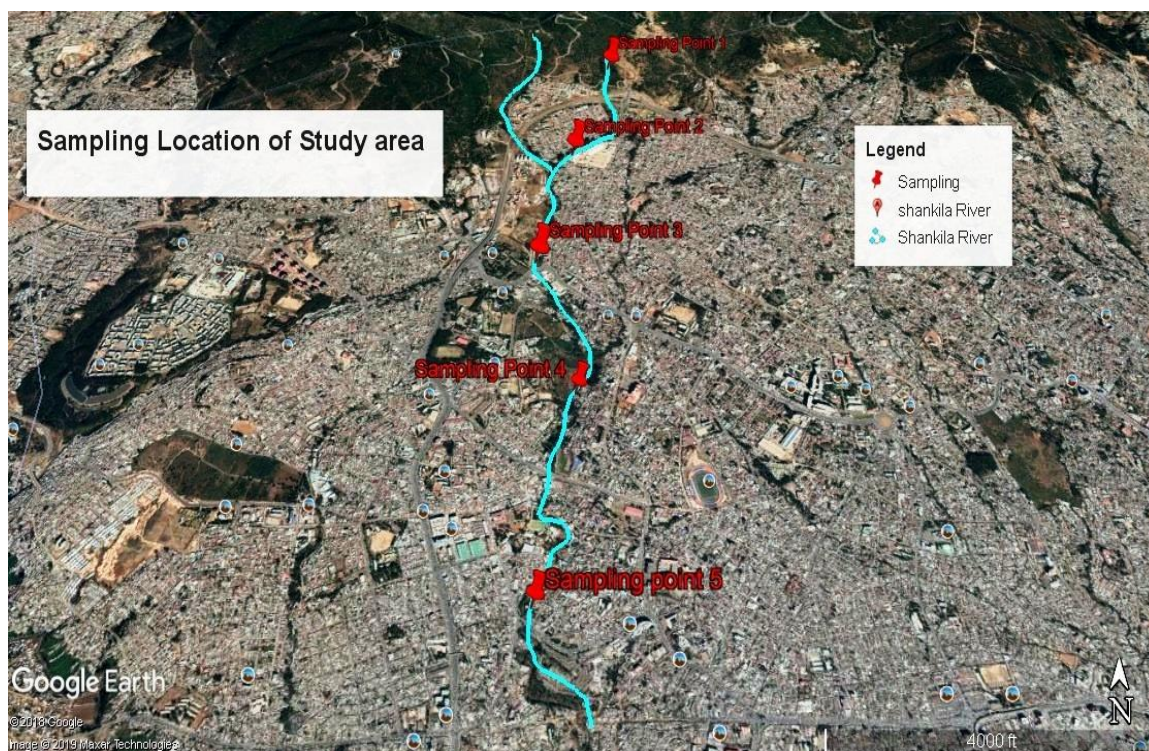 Sampling Point 1
Sampling Location of Study area
Sampling Point 2
Legend
Sampling
shankila River
Shankila River
Sampling Point 3
Sampling Point 4
Sampling point 5
Google Earth
©2018 Google
Image © 2019 Maxar Technologies
N
4000 ft